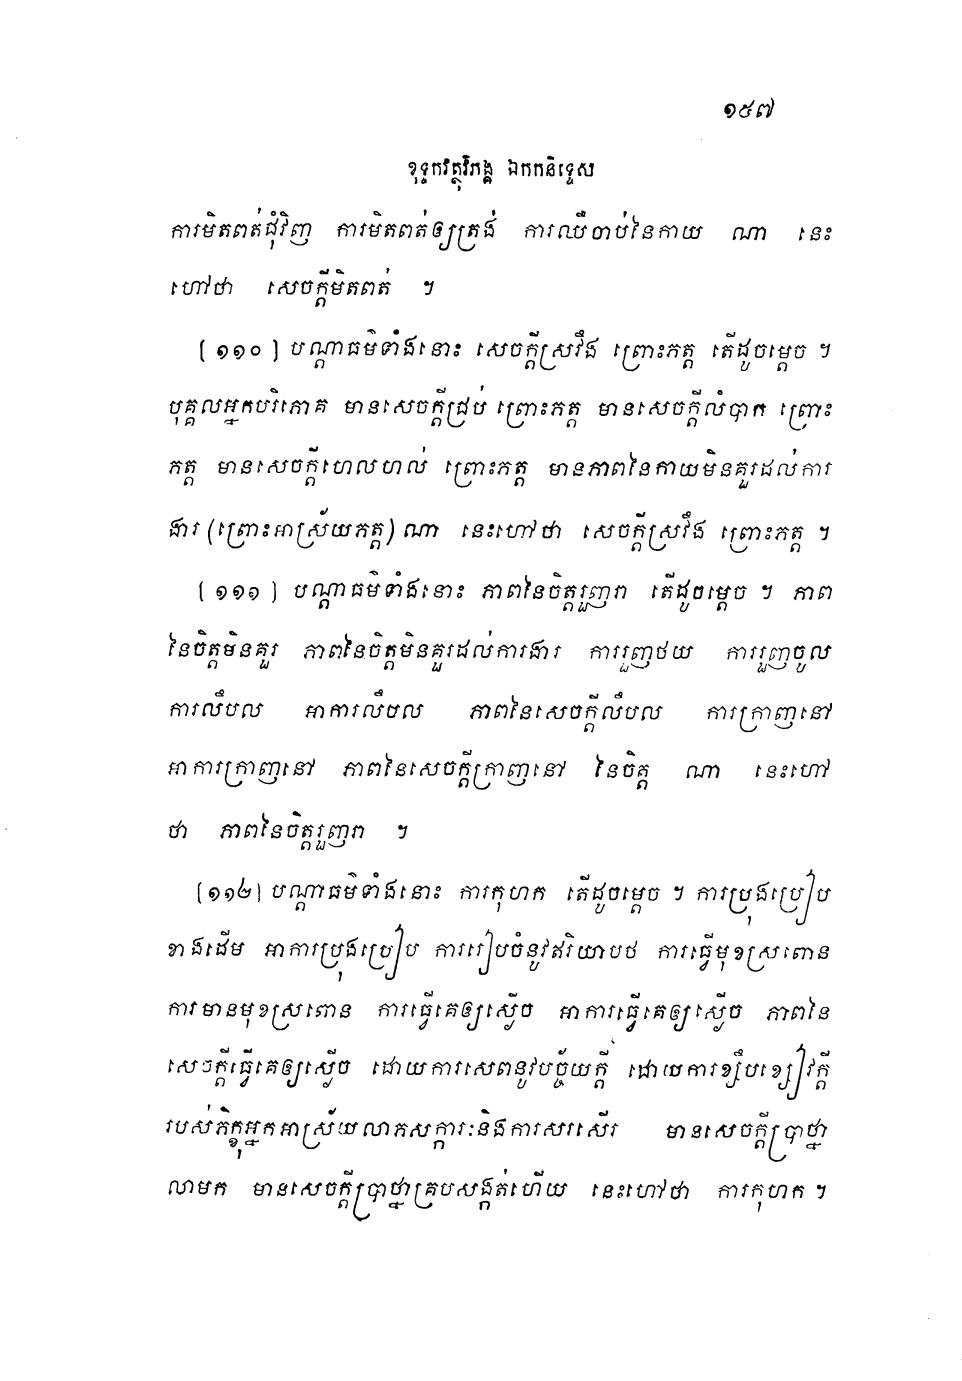 ១៥៧
ខុទ្ទកវត្ថុវិភង្គ ឯកកនិទ្ទេស
ការមិតពត់ជុំវិញ ការមិតពត់ឲ្យត្រង់ ការឈឺចាប់នៃកាយ ណា នេះ
ហៅថា សេចក្តីមិតពត់ ។
(១១០) បណ្តាធម៌ទាំងនោះ សេចក្តីស្រវឹង ព្រោះភត្ត តើដូចម្តេច ។
បុគ្គលអ្នកបរិភោគ មានសេចក្តីជ្រប់ ព្រោះភត្ត មានសេចក្តីលំបាក ព្រោះ
ភត្ត មានសេចក្តីហេលហល់ ព្រោះភត្ត មានភាពនៃកាយមិនគួរដល់ការ
ងារ (ព្រោះអាស្រ័យភត្ត) ណា នេះហៅថា សេចក្តីស្រវឹង ព្រោះភត្ត ។
(១១១) បណ្តាធម៌ទាំងនោះ ភាពនៃចិត្តរួញរា តើដូចម្តេច ។ ភាព
នៃចិត្តមិនគួរ ភាពនៃចិត្តមិនគួរដល់ការងារ ការរួញថយ ការរួញចូល
ការលឹបល អាការលឹបល ភាពនៃសេចក្តីលឹបល ការក្រាញនៅ
អាការក្រាញនៅ ភាពនៃសេចក្តីក្រាញនៅ នៃចិត្ត ណា នេះហៅ
ថា ភាពនៃចិត្តរួញរា ។
(១១២) បណ្តាធម៌ទាំងនោះ ការកុហក តើដូចម្តេច ។ ការប្រុងប្រៀប
ខាងដើម អាការប្រុងប្រៀប ការរៀបចំនូវឥរិយាបថ ការធ្វើមុខស្រពោន
ការមានមុខស្រពោន ការធ្វើគេឲ្យស្លើច អាការធ្វើគេឲ្យស្លើច ភាពនៃ
សេចក្តីធ្វើគេឲ្យស្លើច ដោយការសេពនូវបច្ច័យក្តី ដោយការខ្សឹបខ្សៀវក្តី
របស់ភិក្ខុអ្នកអាស្រ័យលាភសក្ការៈនិងការសរសើរ មានសេចក្តីប្រាថ្នា
លាមក មានសេចក្តីប្រាថ្នាគ្របសង្កត់ហើយ នេះហៅថា ការកុហក ។